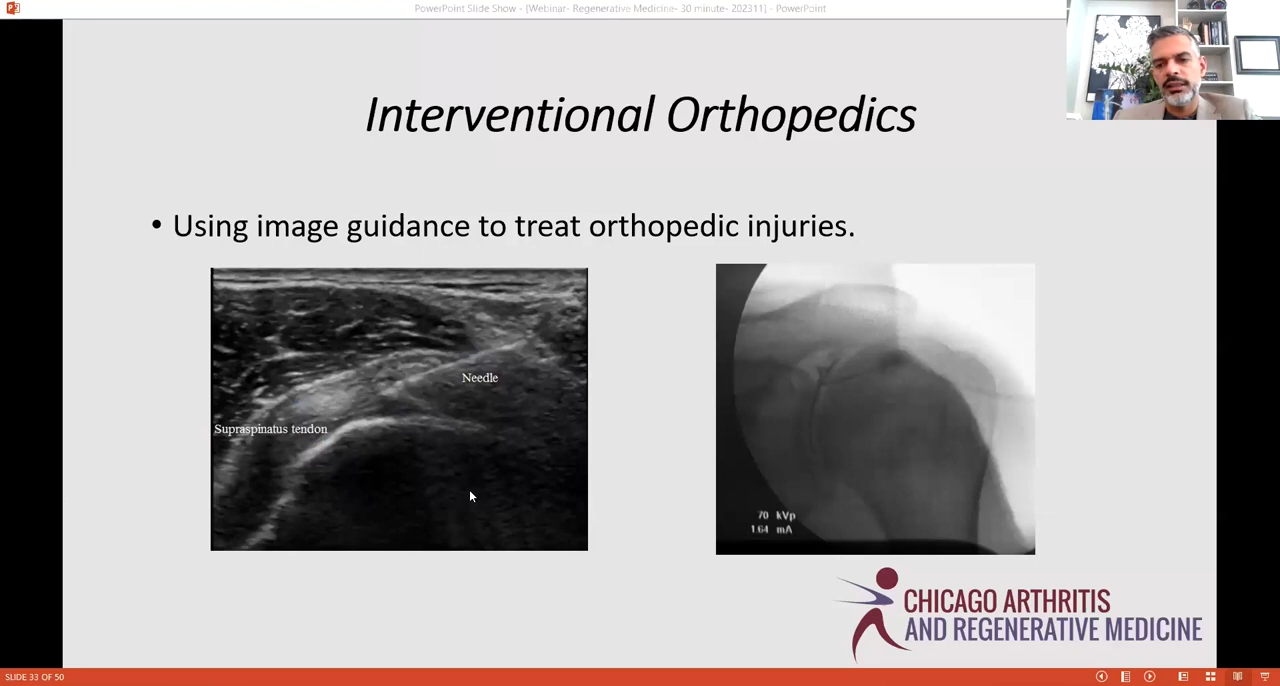 PowerPoint Slide Show - [Webinar- Regenerative Medicine- 30 minute- 202311] - PowerPoint
Interventional Orthopedics
• Using image guidance to treat orthopedic injuries.
Needle
Supraspinatus tendon
70 kVp
1.64 mA
CHICAGO ARTHRITIS
AND REGENERATIVE MEDICINE
SLIDE 33 OF 50